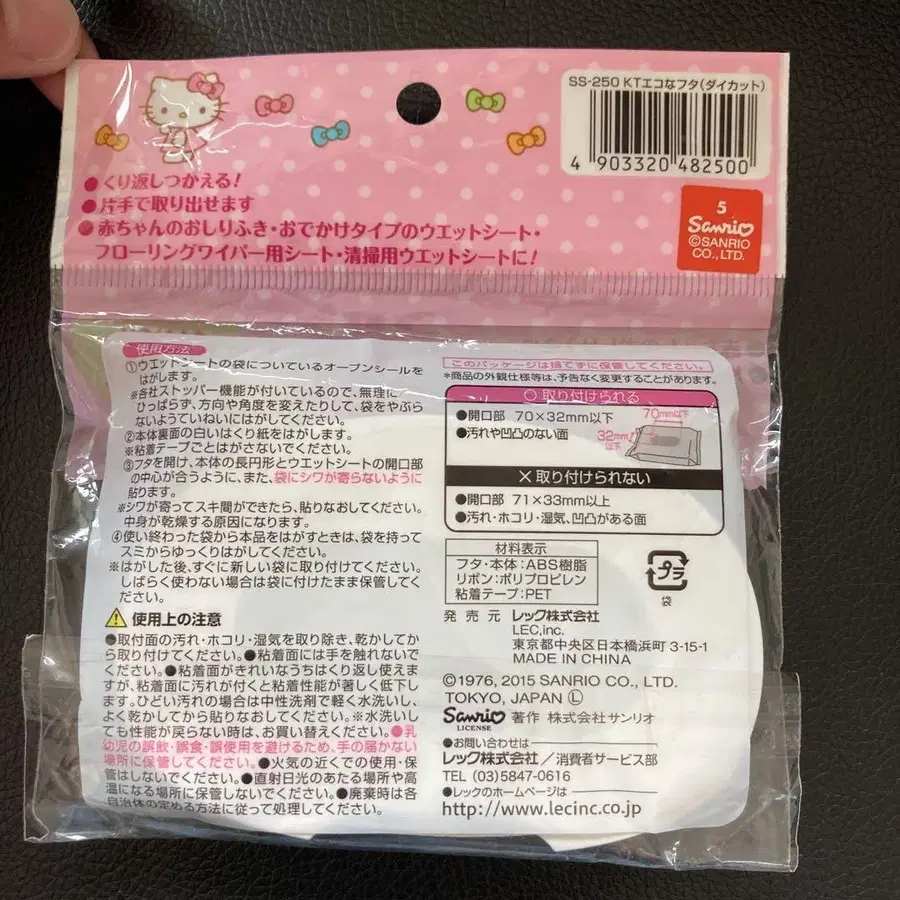 SS-250 KTエコなフタ(ダイカット)
4 903320 482500
●くり返しつかえる!
●片手で取り出せます
●赤ちゃんのおしりふき・おでかけタイプのウエットシート・
フローリングワイパー用シート・清掃用ウエットシートに!
5
Sanrio
©SANRIO
CO.,LTD.
使用方法
①ウエットシートの袋についているオープンシールを
はがします。
※各社ストッパー機能が付いているので、無理に
ひっぱらず、方向や角度を変えたりして、袋をやぶら
ないようていねいにはがしてください。
②本体裏面の白いはくり紙をはがします。
※粘着テープごとはがさないでください。
③フタを開け、本体の長円形とウエットシートの開口部
の中心が合うように、また、袋にシワが寄らないように
貼ります。
※シワが寄ってスキ間ができたら、貼りなおしてください。
中身が乾燥する原因になります。
④使い終わった袋から本品をはがすときは、袋を持って
スミからゆっくりはがしてください。
※はがした後、すぐに新しい袋に取り付けてください。
しばらく使わない場合は袋に付けたまま保管してくだ
さい。
使用上の注意
●取付面の汚れ・ホコリ・湿気を取り除き、乾かしてか
ら取り付けてください。●粘着面には手を触れないで
ください。●粘着面がきれいなうちはくり返し使えま
すが、粘着面に汚れが付くと粘着性能が著しく低下し
ます。ひどい汚れの場合は中性洗剤で軽く水洗いし、
よく乾かしてから貼りなおしてください。※水洗いし
ても性能が戻らない時は、お買い替えください。●乳
幼児の誤飲・誤食・誤使用を避けるため、手の届かない
場所に保管してください。●火気の近くでの使用・保
管はしないでください。●直射日光のあたる場所や高
温になる場所に保管しないでください。●廃棄時は各
自治体の定める方法に従って処理してください。
このパッケージは捨てずに保管してください。
*商品の外観仕様等は、予告なく変更することがあります。
○取り付けられる
●開口部 70×32mm以下
●汚れや凹凸のない面
70mm以下
32mm
以下
×取り付けられない
●開口部 71×33mm以上
●汚れ・ホコリ・湿気、凹凸がある面
材料表示
フタ・本体:ABS樹脂
リボン:ポリプロピレン
粘着テープ:PET
プラ
袋
発売元 レック株式会社
LEC,inc.
東京都中央区日本橋浜町3-15-1
MADE IN CHINA
©1976, 2015 SANRIO CO., LTD.
TOKYO, JAPAN Ⓛ
Sanrio 著作 株式会社サンリオ
LICENSE
●お問い合わせは
レック株式会社/消費者サービス部
TEL (03)5847-0616
●レックのホームページは
http://www.lecinc.co.jp